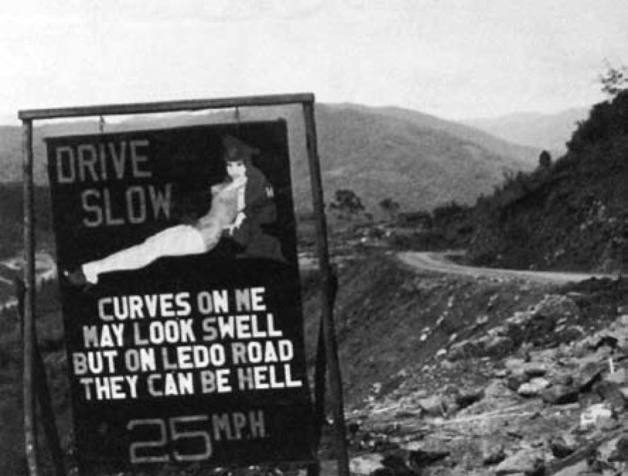 DRIVE
SLOW
CURVES ON ME
MAY LOOK SWELL
BUT ON LEDO ROAD
THEY CAN BE HELL
25 M.P.H.